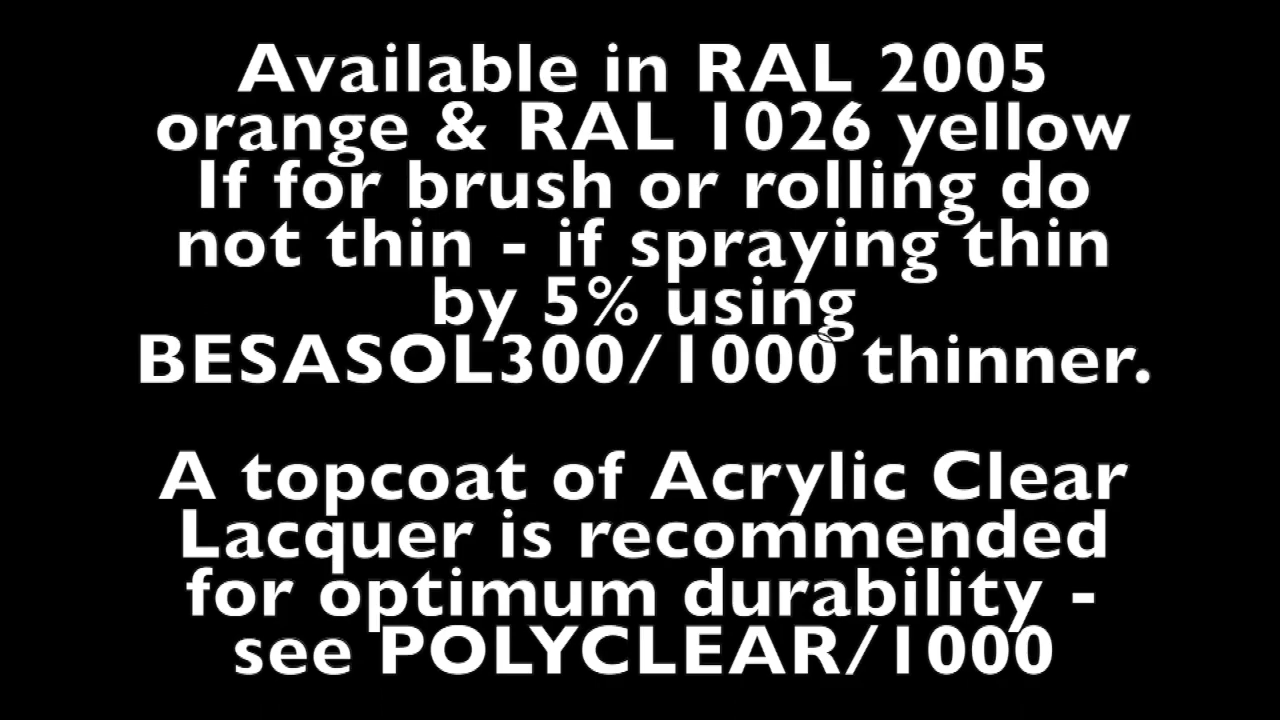 Available in RAL 2005
orange & RAL 1026 yellow
If for brush or rolling do
not thin - if spraying thin
by 5% using
BESASOL300/1000 thinner.
A topcoat of Acrylic Clear
Lacquer is recommended
for optimum durability -
see POLYCLEAR/1000